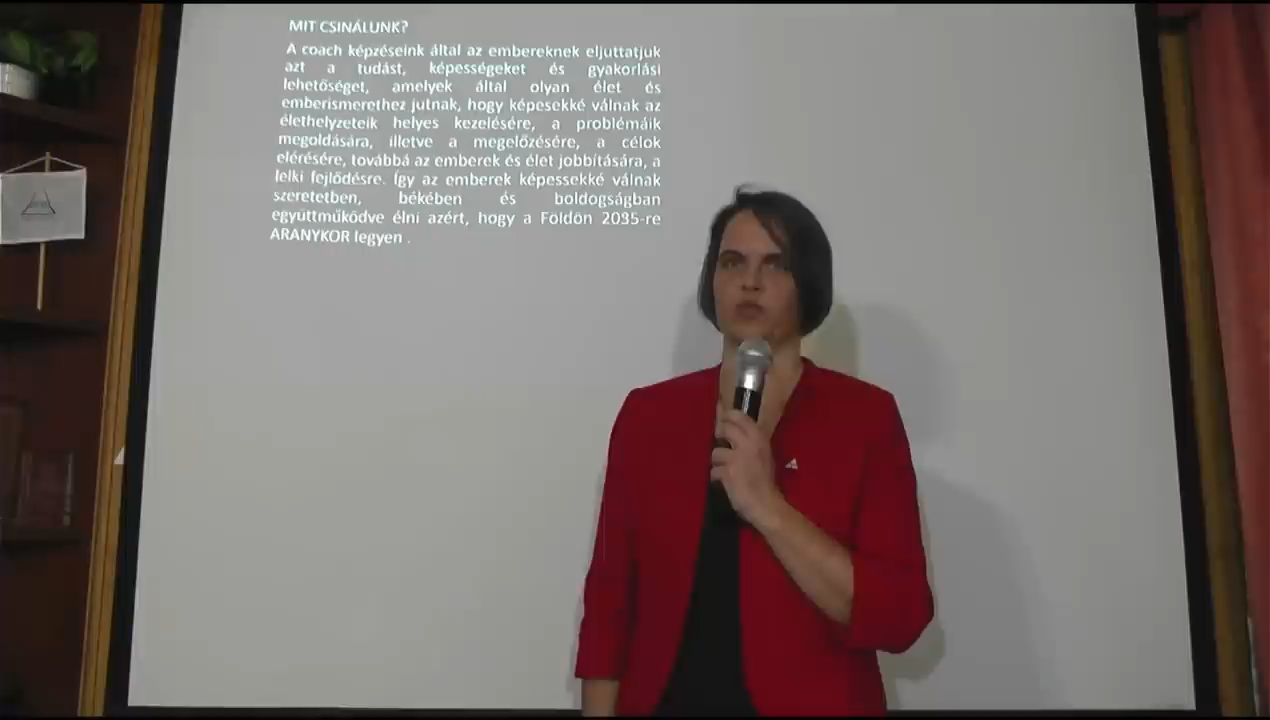 MIT CSINÁLUNK?
A coach képzéseink által az embereknek eljuttatjuk
azt a tudást, képességeket és gyakorlási
lehetőséget, amelyek által olyan élet és
emberismerethez jutnak, hogy képesekké válnak az
élethelyzeteik helyes kezelésére, a problémáik
megoldására, illetve a megelőzésére, a célok
elérésére, továbbá az emberek és élet jobbítására, a
lelki fejlődésre. Így az emberek képessekké válnak
szeretetben, békében és boldogságban
együttműködve élni azért, hogy a Földön 2035-re
ARANYKOR legyen .